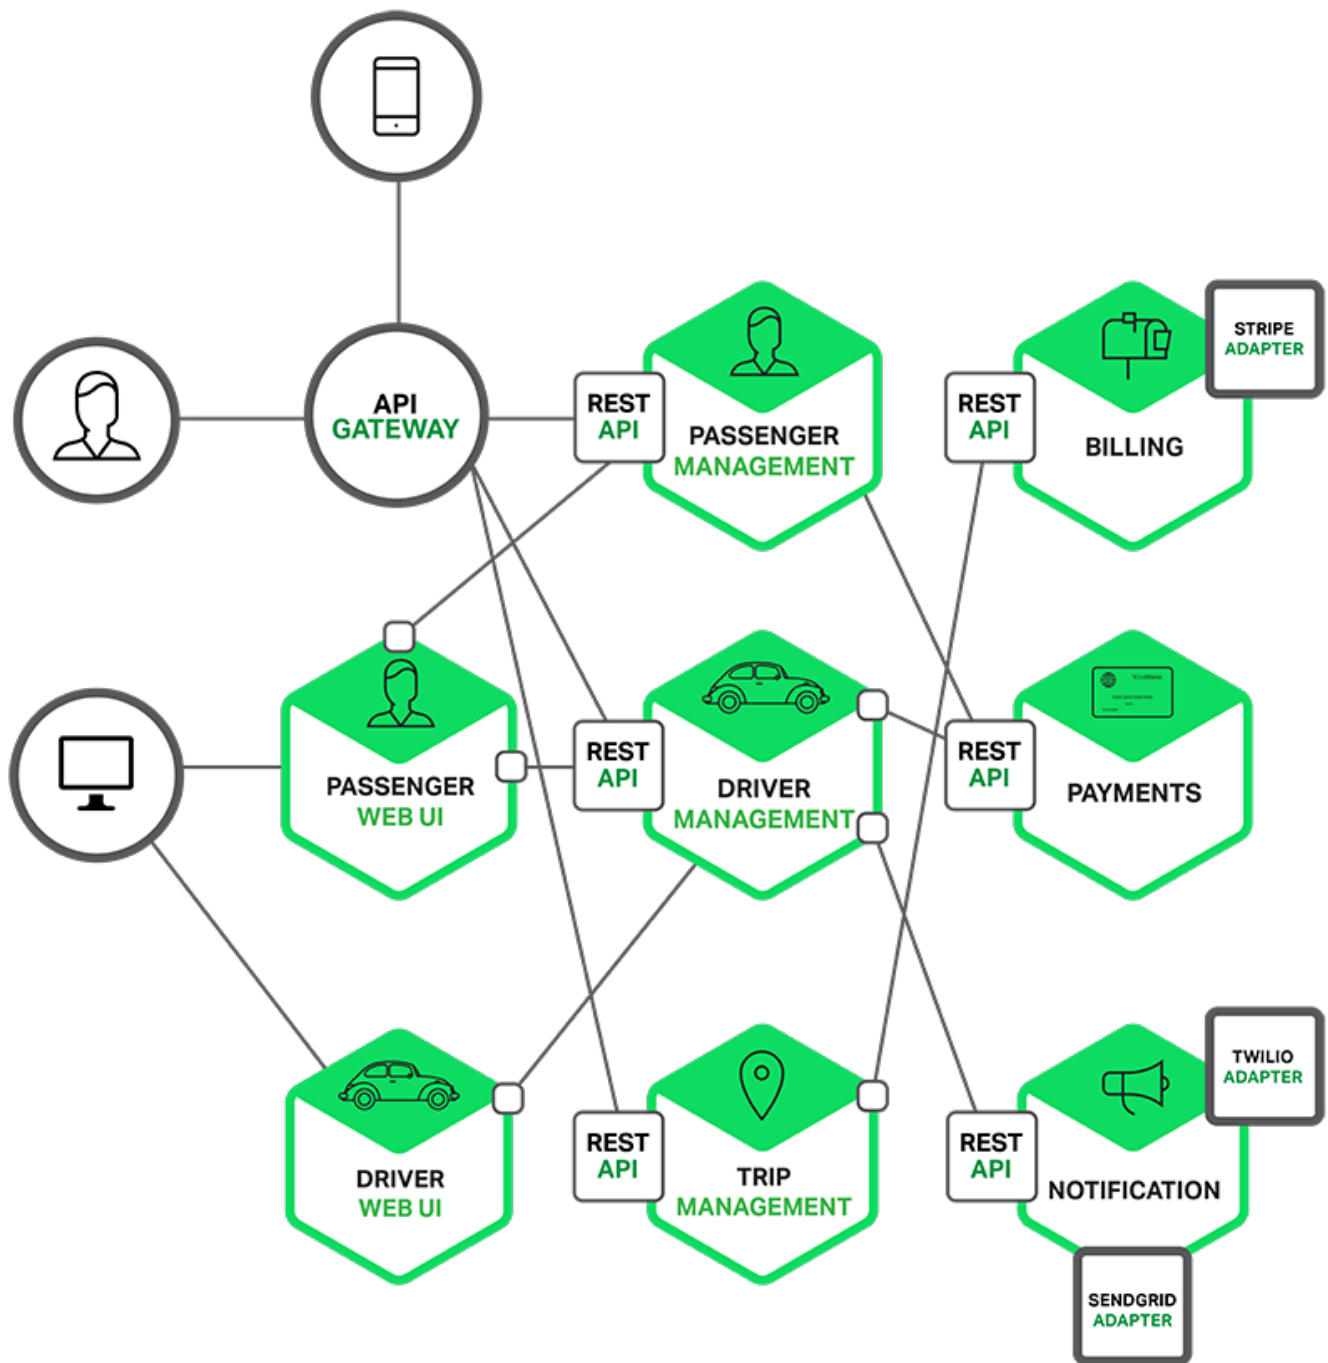 STRIPE
ADAPTER
API
GATEWAY
REST
API
PASSENGER
MANAGEMENT
REST
API
BILLING
PASSENGER
WEB UI
REST
API
DRIVER
MANAGEMENT
REST
API
PAYMENTS
TWILIO
ADAPTER
DRIVER
WEB UI
REST
API
TRIP
MANAGEMENT
REST
API
NOTIFICATION
SENDGRID
ADAPTER